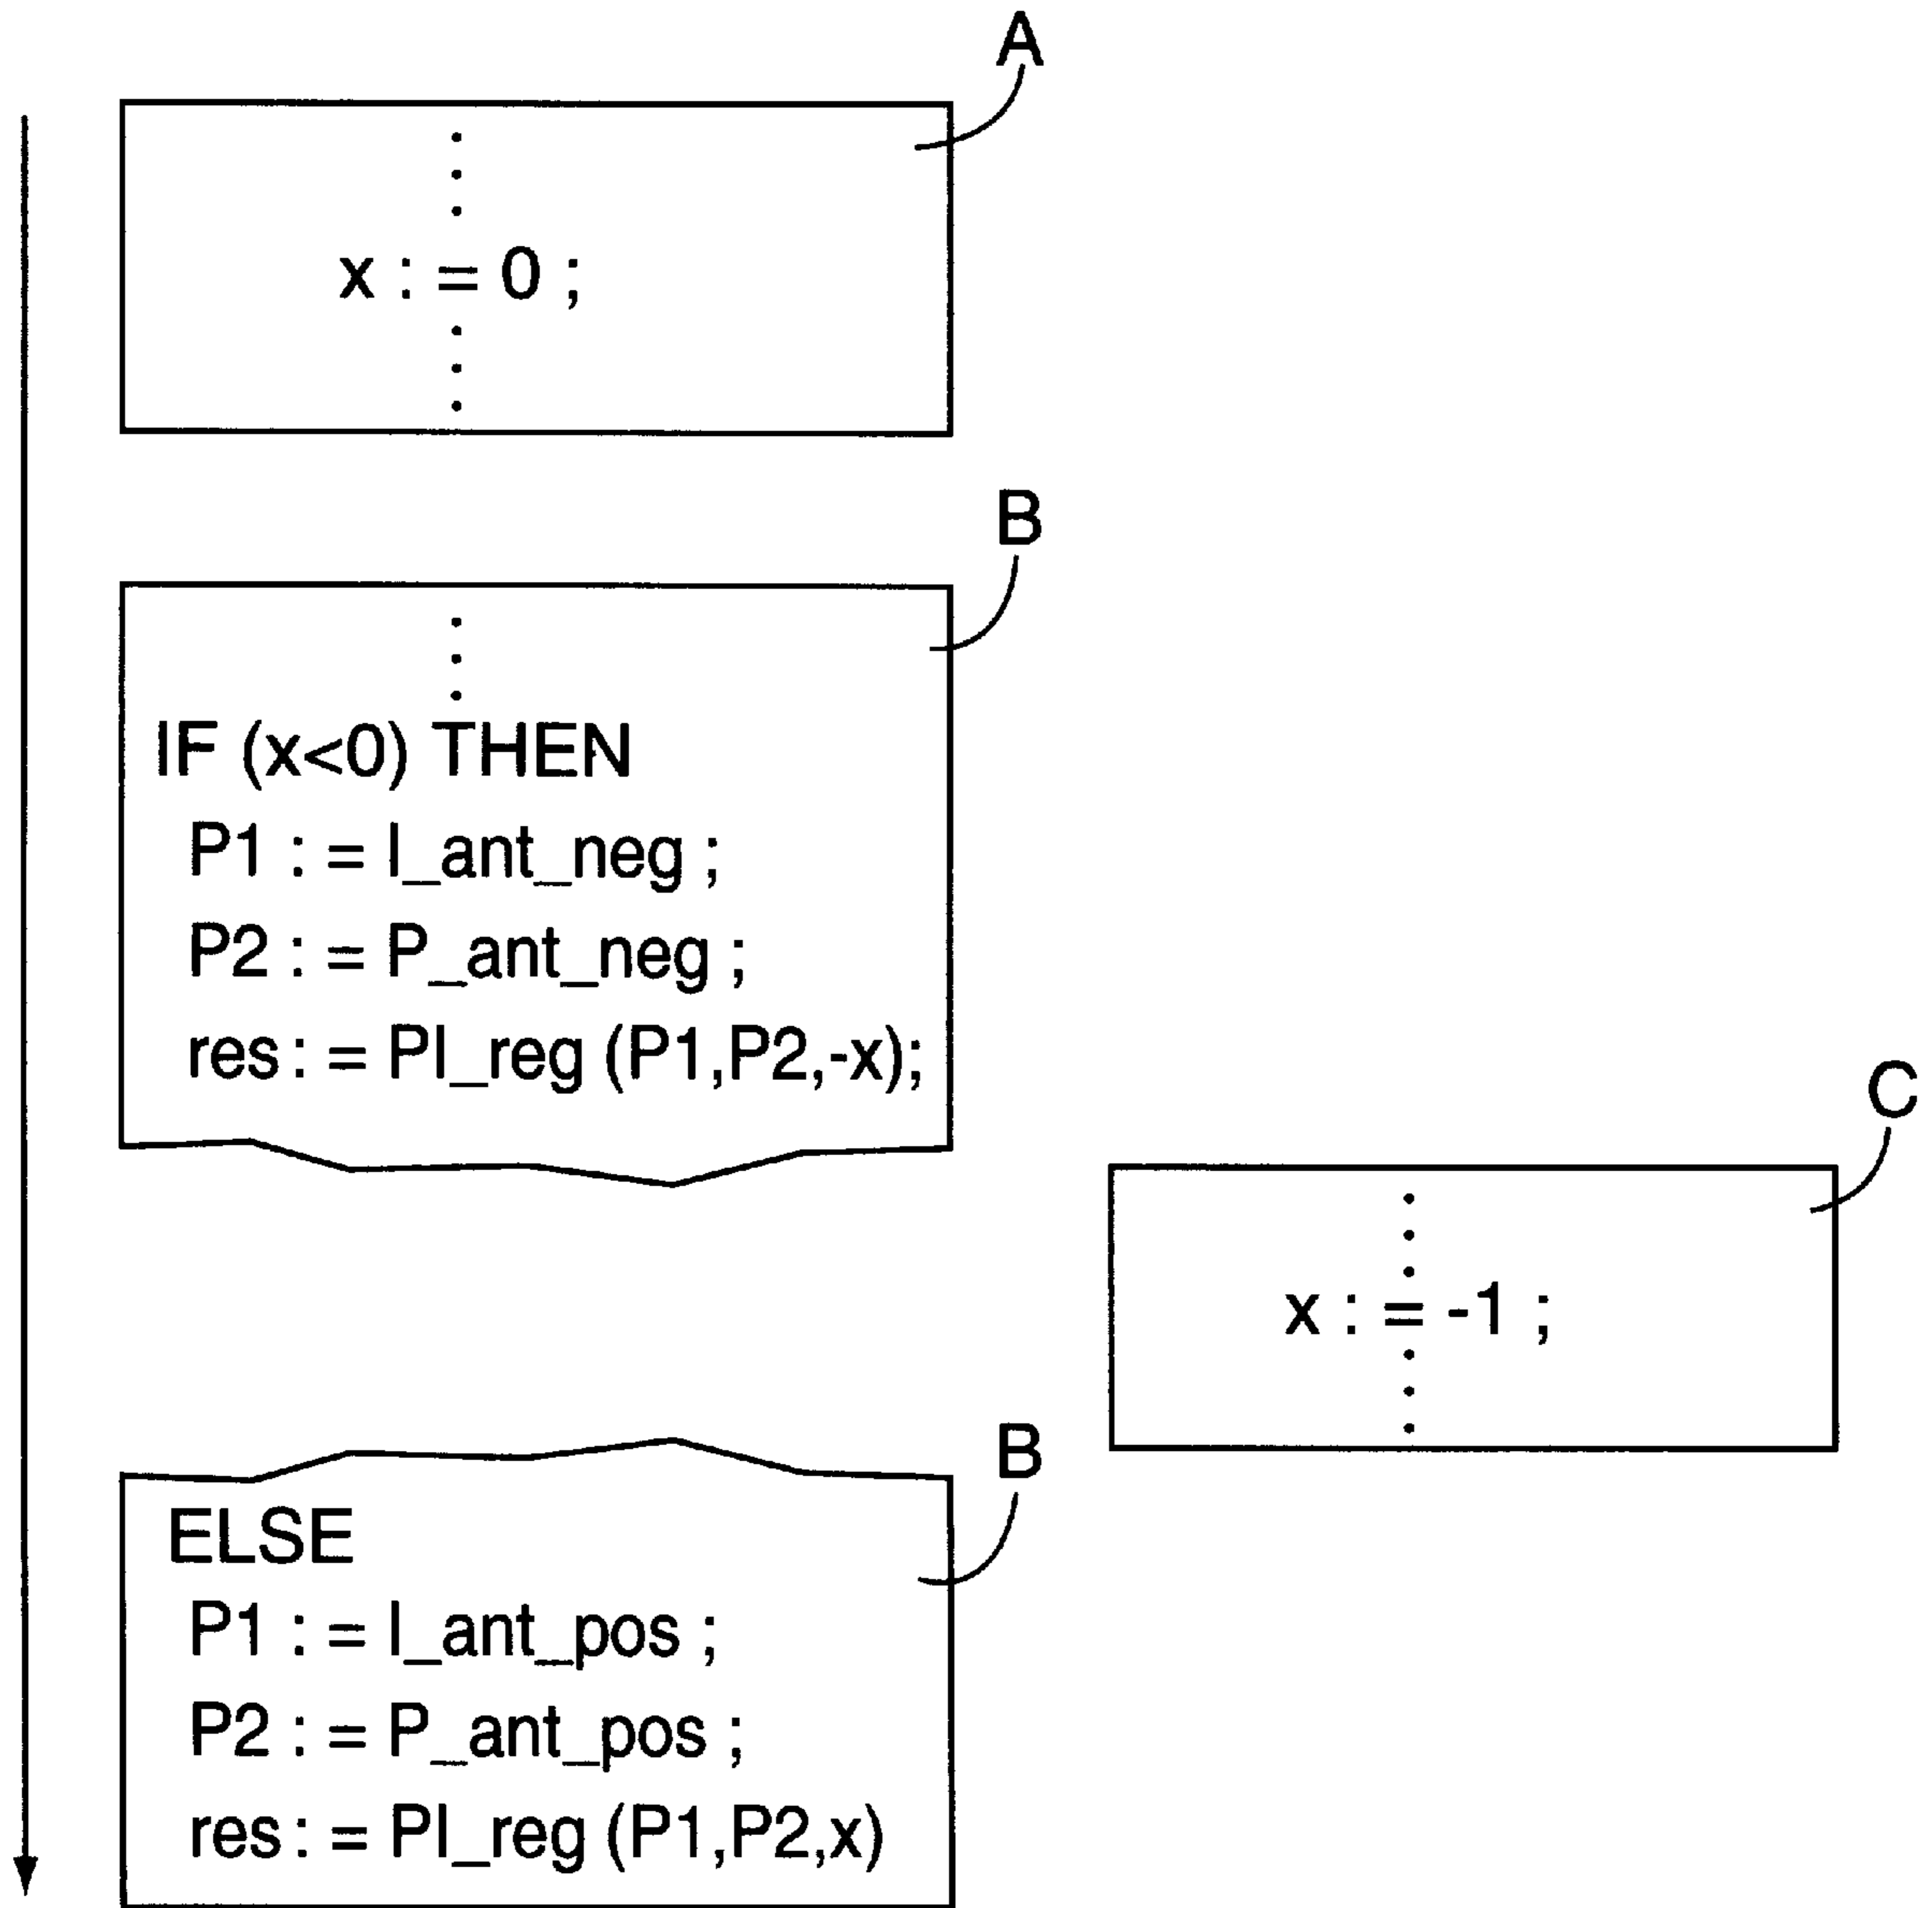 A
x : = 0 ;
B
IF (x<0) THEN
P1 : = I_ant_neg ;
P2 : = P_ant_neg ;
res : = PI_reg (P1,P2,-x);
C
x : = -1 ;
B
ELSE
P1 : = I_ant_pos ;
P2 : = P_ant_pos ;
res : = PI_reg (P1,P2,x)